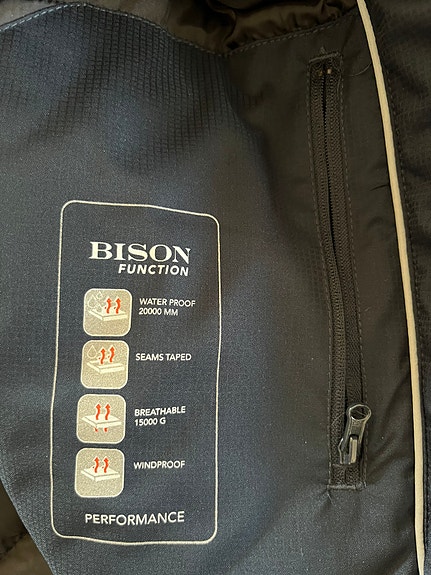 BISON
FUNCTION
WATER PROOF
20000 MM
SEAMS TAPED
BREATHABLE
15000 G
WINDPROOF
PERFORMANCE